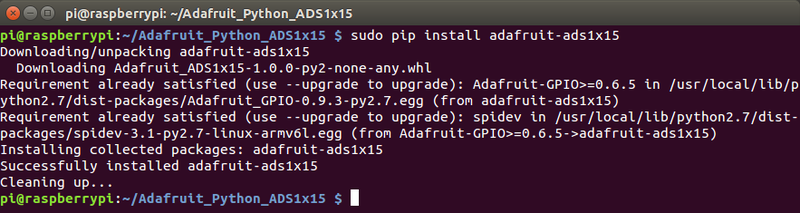 pi@raspberrypi: ~/Adafruit_Python_ADS1x15
pi@raspberrypi:~/Adafruit_Python_ADS1x15 $ sudo pip install adafruit-ads1x15
Downloading/unpacking adafruit-ads1x15
  Downloading Adafruit_ADS1x15-1.0.0-py2-none-any.whl
Requirement already satisfied (use --upgrade to upgrade): Adafruit-GPIO>=0.6.5 in /usr/local/lib/p
ython2.7/dist-packages/Adafruit_GPIO-0.9.3-py2.7.egg (from adafruit-ads1x15)
Requirement already satisfied (use --upgrade to upgrade): spidev in /usr/local/lib/python2.7/dist-
packages/spidev-3.1-py2.7-linux-armv6l.egg (from Adafruit-GPIO>=0.6.5->adafruit-ads1x15)
Installing collected packages: adafruit-ads1x15
Successfully installed adafruit-ads1x15
Cleaning up...
pi@raspberrypi:~/Adafruit_Python_ADS1x15 $